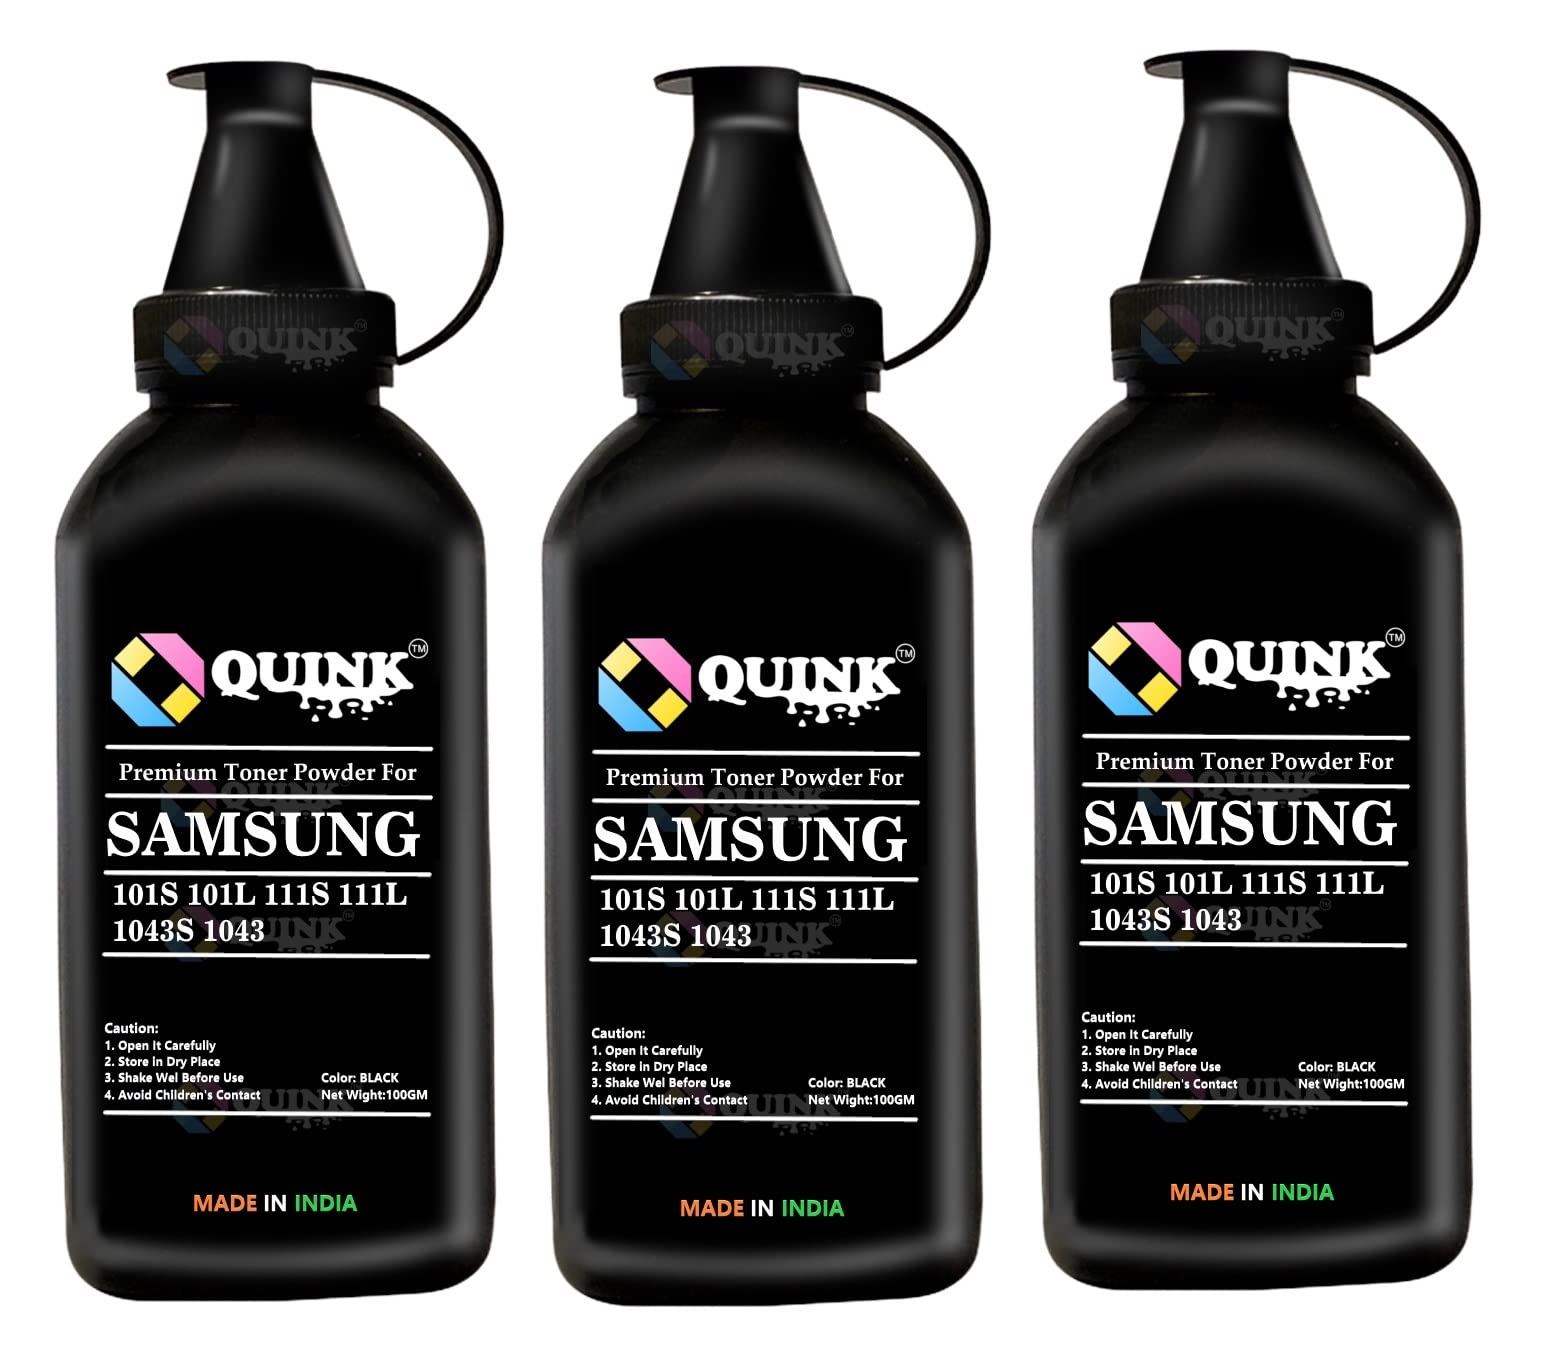 QUINK™
Premium Toner Powder For
SAMSUNG
101S 101L 111S 111L
1043S 1043
Caution:
1. Open It Carefully
2. Store in Dry Place
3. Shake Wel Before Use Color: BLACK
4. Avoid Children's Contact Net Wight:100GM
MADE IN INDIA
QUINK™
Premium Toner Powder For
SAMSUNG
101S 101L 111S 111L
1043S 1043
Caution:
1. Open It Carefully
2. Store in Dry Place
3. Shake Wel Before Use Color: BLACK
4. Avoid Children's Contact Net Wight:100GM
MADE IN INDIA
QUINK™
Premium Toner Powder For
SAMSUNG
101S 101L 111S 111L
1043S 1043
Caution:
1. Open It Carefully
2. Store in Dry Place
3. Shake Wel Before Use Color: BLACK
4. Avoid Children's Contact Net Wight:100GM
MADE IN INDIA